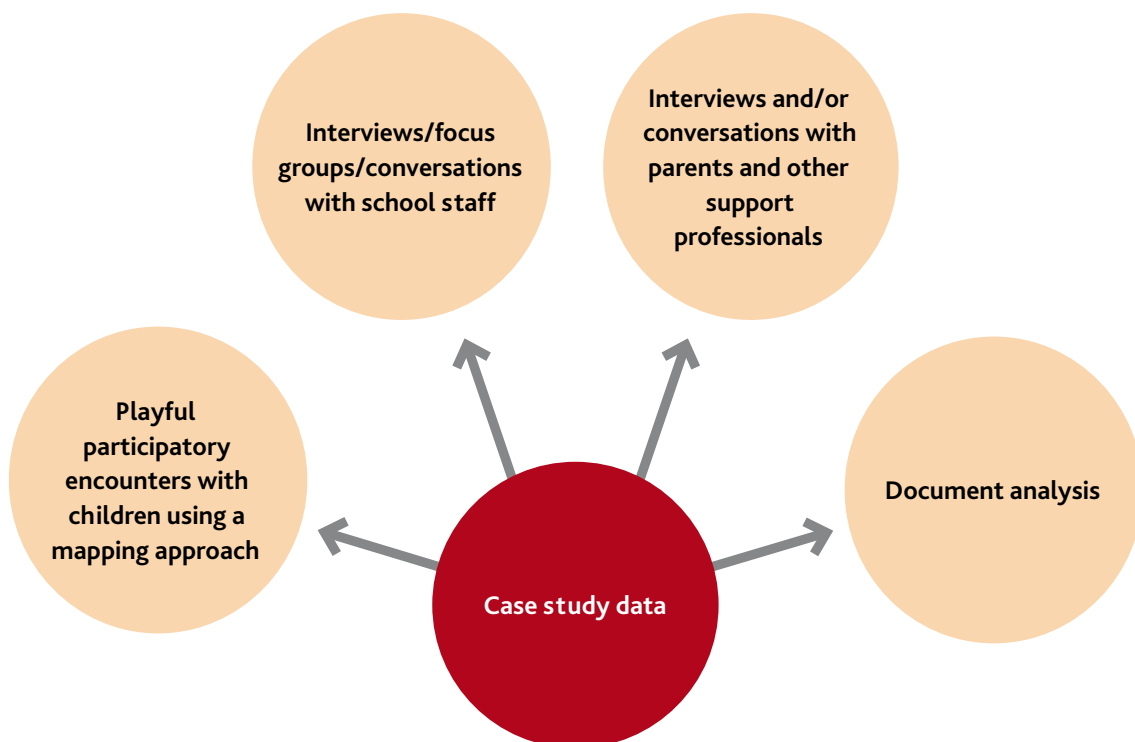 Interviews/focus
groups/conversations
with school staff
Interviews and/or
conversations with
parents and other
support
professionals
Playful
participatory
encounters with
children using a
mapping approach
Document analysis
Case study data